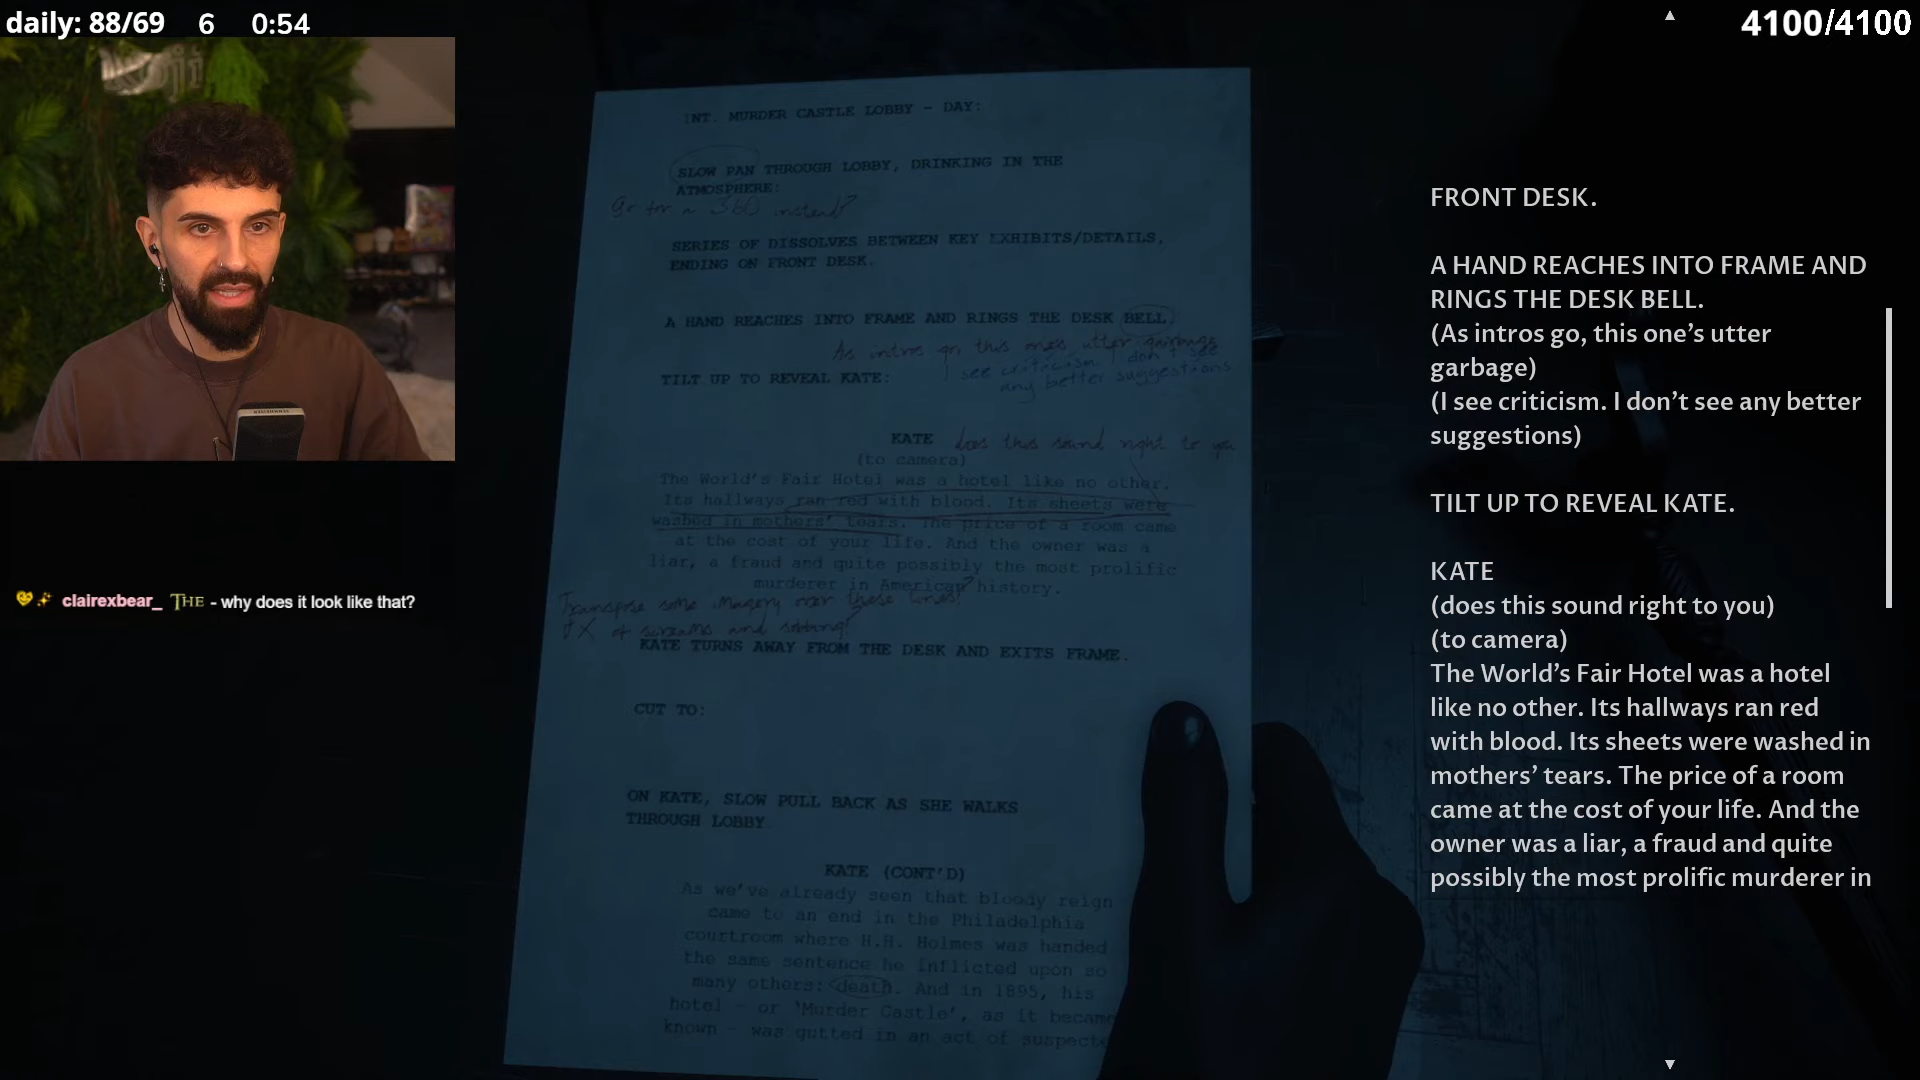 daily: 88/69 6 0:54
4100/4100
INT. MURDER CASTLE LOBBY - DAY:
SLOW PAN THROUGH LOBBY, DRINKING IN THE
ATMOSPHERE:
Go for a 360 instead?
SERIES OF DISSOLVES BETWEEN KEY EXHIBITS/DETAILS,
ENDING ON FRONT DESK.
A HAND REACHES INTO FRAME AND RINGS THE DESK BELL.
As intros go this one's utter garbage
I see criticism. I don't see
any better suggestions
TILT UP TO REVEAL KATE:
KATE does this sound right to you
(to camera)
The World's Fair Hotel was a hotel like no other.
Its hallways ran red with blood. Its sheets were
washed in mothers' tears. The price of a room came
at the cost of your life. And the owner was a
liar, a fraud and quite possibly the most prolific
murderer in American history.
Transpose some imagery over these lines?
FX of screams and sobbing?
KATE TURNS AWAY FROM THE DESK AND EXITS FRAME.
CUT TO:
ON KATE, SLOW PULL BACK AS SHE WALKS
THROUGH LOBBY
KATE (CONT'D)
As we've already seen that bloody reign
came to an end in the Philadelphia
courtroom where H.H. Holmes was handed
the same sentence he inflicted upon so
many others: death. And in 1895, his
hotel - or 'Murder Castle', as it became
known - was gutted in an act of suspecte
FRONT DESK.
A HAND REACHES INTO FRAME AND
RINGS THE DESK BELL.
(As intros go, this one's utter
garbage)
(I see criticism. I don't see any better
suggestions)
TILT UP TO REVEAL KATE.
KATE
(does this sound right to you)
(to camera)
The World's Fair Hotel was a hotel
like no other. Its hallways ran red
with blood. Its sheets were washed in
mothers' tears. The price of a room
came at the cost of your life. And the
owner was a liar, a fraud and quite
possibly the most prolific murderer in
clairexbear_ THE - why does it look like that?